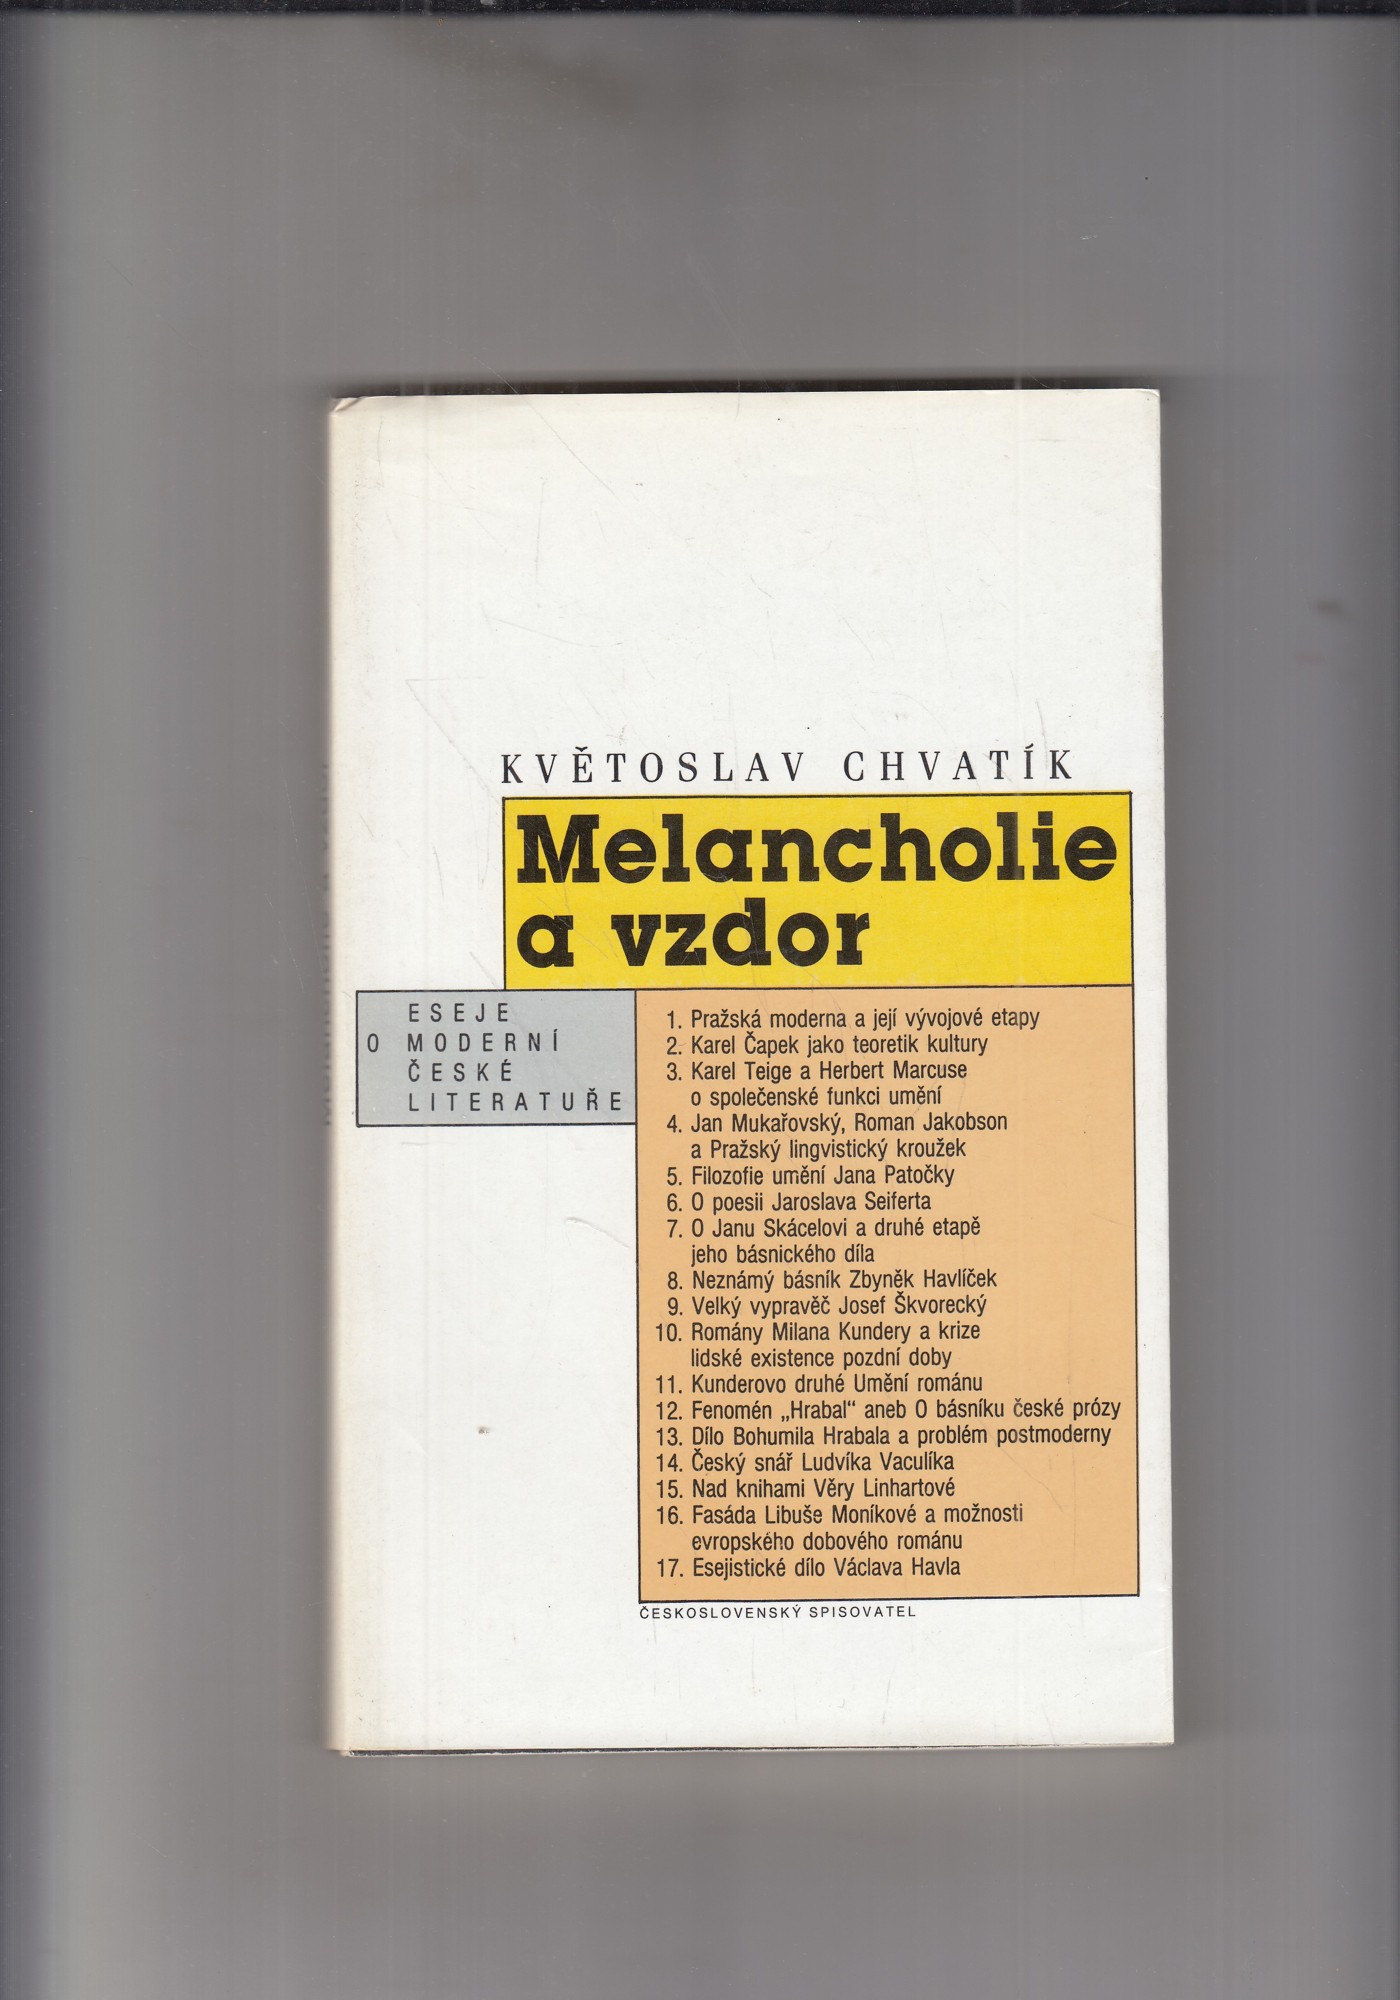 KVĚTOSLAV CHVATÍK
Melancholie
a vzdor
ESEJE
O MODERNÍ
ČESKÉ
LITERATUŘE
1. Pražská moderna a její vývojové etapy
2. Karel Čapek jako teoretik kultury
3. Karel Teige a Herbert Marcuse
o společenské funkci umění
4. Jan Mukařovský, Roman Jakobson
a Pražský lingvistický kroužek
5. Filozofie umění Jana Patočky
6. O poesii Jaroslava Seiferta
7. O Janu Skácelovi a druhé etapě
jeho básnického díla
8. Neznámý básník Zbyněk Havlíček
9. Velký vypravěč Josef Škvorecký
10. Romány Milana Kundery a krize
lidské existence pozdní doby
11. Kunderovo druhé Umění románu
12. Fenomén „Hrabal“ aneb O básníku české prózy
13. Dílo Bohumila Hrabala a problém postmoderny
14. Český snář Ludvíka Vaculíka
15. Nad knihami Věry Linhartové
16. Fasáda Libuše Moníkové a možnosti
evropského dobového románu
17. Esejistické dílo Václava Havla
ČESKOSLOVENSKÝ SPISOVATEL